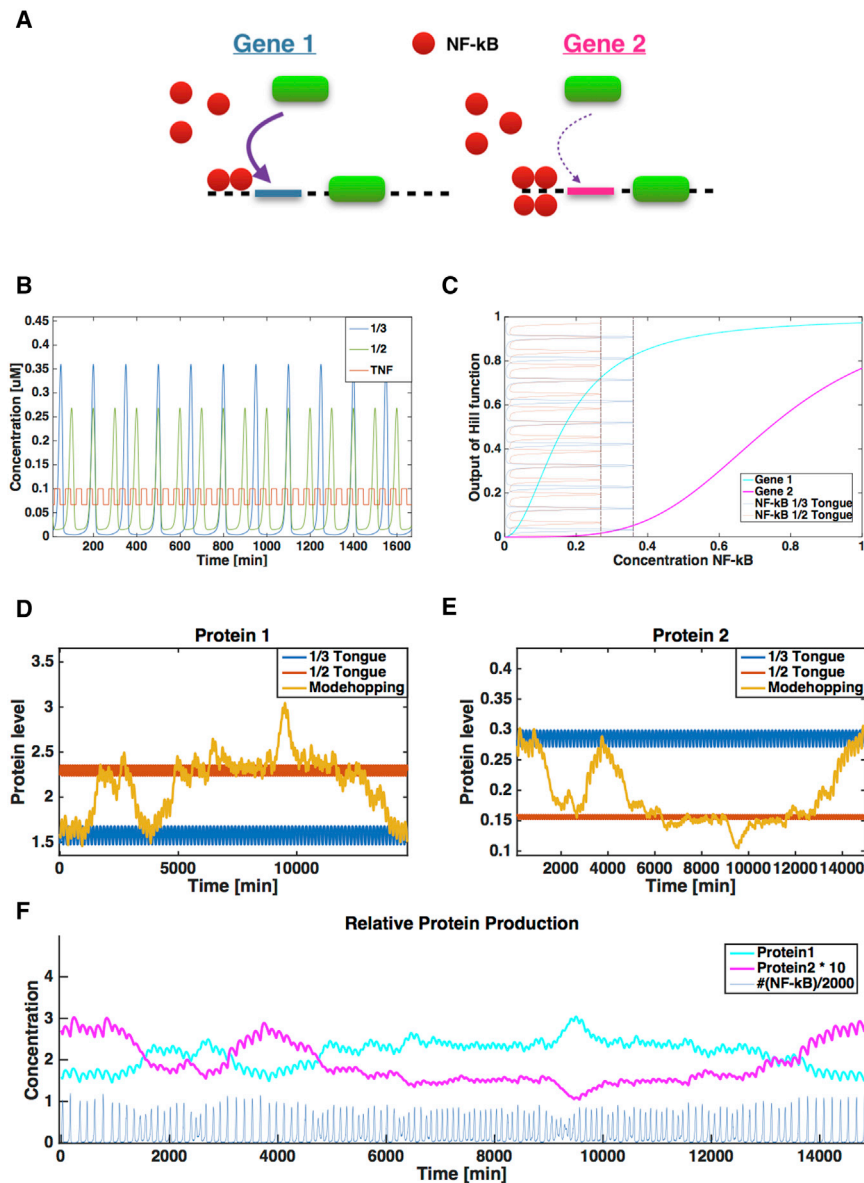 A
Gene 1
NF-kB
Gene 2
B
0.45
0.4
0.35
0.3
0.25
0.2
0.15
0.1
0.05
0
200 400 600 800 1000 1200 1400 1600
Concentration [uM]
Time [min]
1/3
1/2
TNF
C
1
0.8
0.6
0.4
0.2
0
0 0.2 0.4 0.6 0.8 1
Output of Hill function
Concentration NF-kB
Gene 1
Gene 2
NF-kB 1/3 Tongue
NF-kB 1/2 Tongue
D
Protein 1
3.5
3
2.5
2
1.5
0 5000 10000
Protein level
Time [min]
1/3 Tongue
1/2 Tongue
Modehopping
E
Protein 2
0.4
0.35
0.3
0.25
0.2
0.15
0.1
2000 4000 6000 8000 10000 12000 14000
Protein level
Time [min]
1/3 Tongue
1/2 Tongue
Modehopping
F
Relative Protein Production
4
3
2
1
0
0 2000 4000 6000 8000 10000 12000 14000
Concentration
Time [min]
Protein1
Protein2 * 10
#(NF-kB)/2000